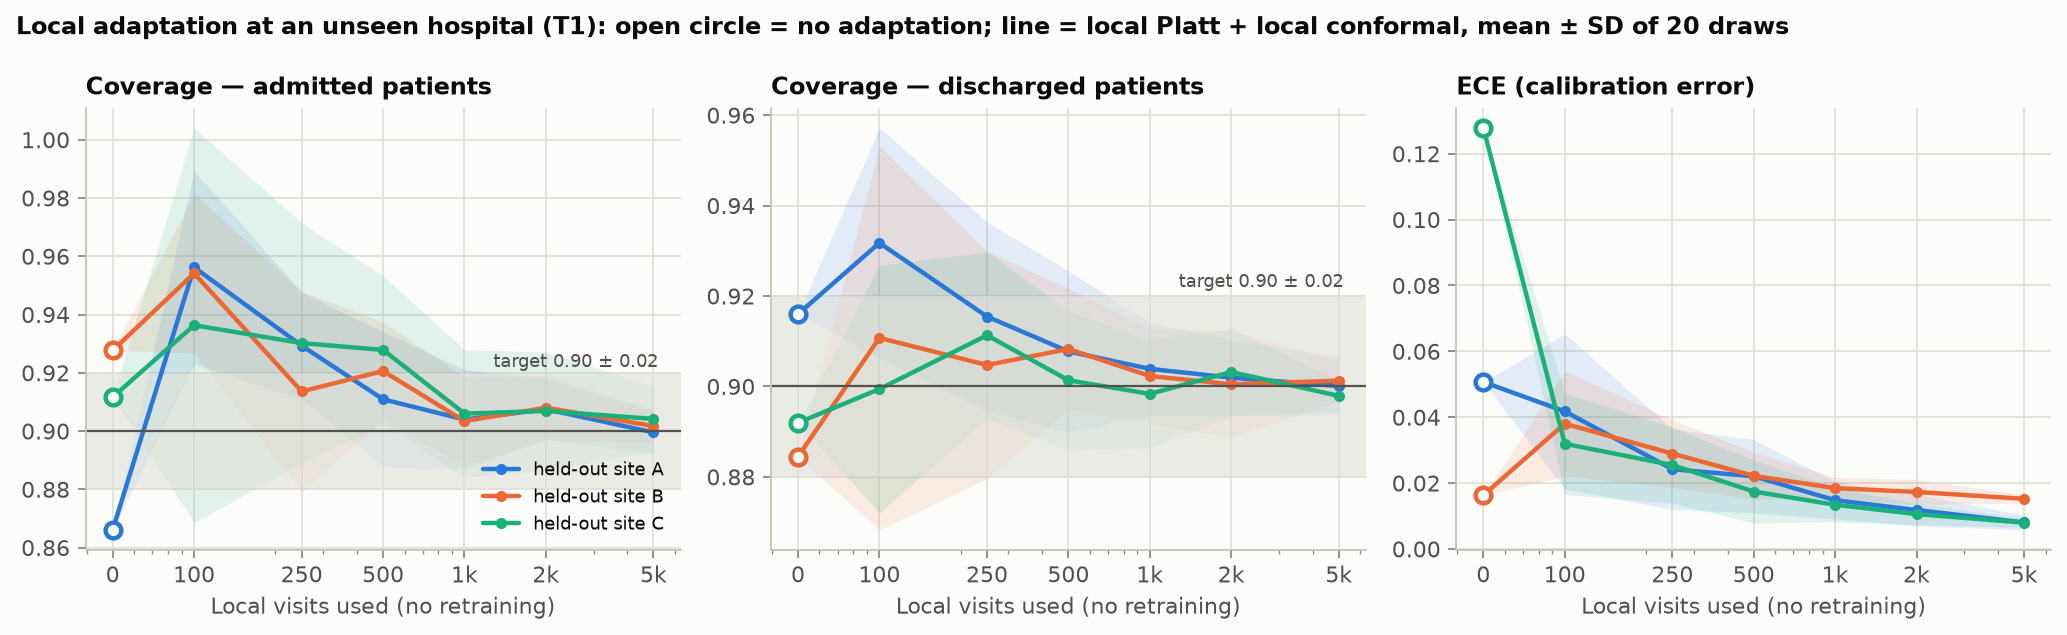 Local adaptation at an unseen hospital (T1): open circle = no adaptation; line = local Platt + local conformal, mean ± SD of 20 draws
Coverage — admitted patients
1.00
0.98
0.96
0.94
0.92
0.90
0.88
0.86
target 0.90 ± 0.02
held-out site A
held-out site B
held-out site C
0 100 250 500 1k 2k 5k
Local visits used (no retraining)
Coverage — discharged patients
0.96
0.94
0.92
0.90
0.88
target 0.90 ± 0.02
0 100 250 500 1k 2k 5k
Local visits used (no retraining)
ECE (calibration error)
0.12
0.10
0.08
0.06
0.04
0.02
0.00
0 100 250 500 1k 2k 5k
Local visits used (no retraining)